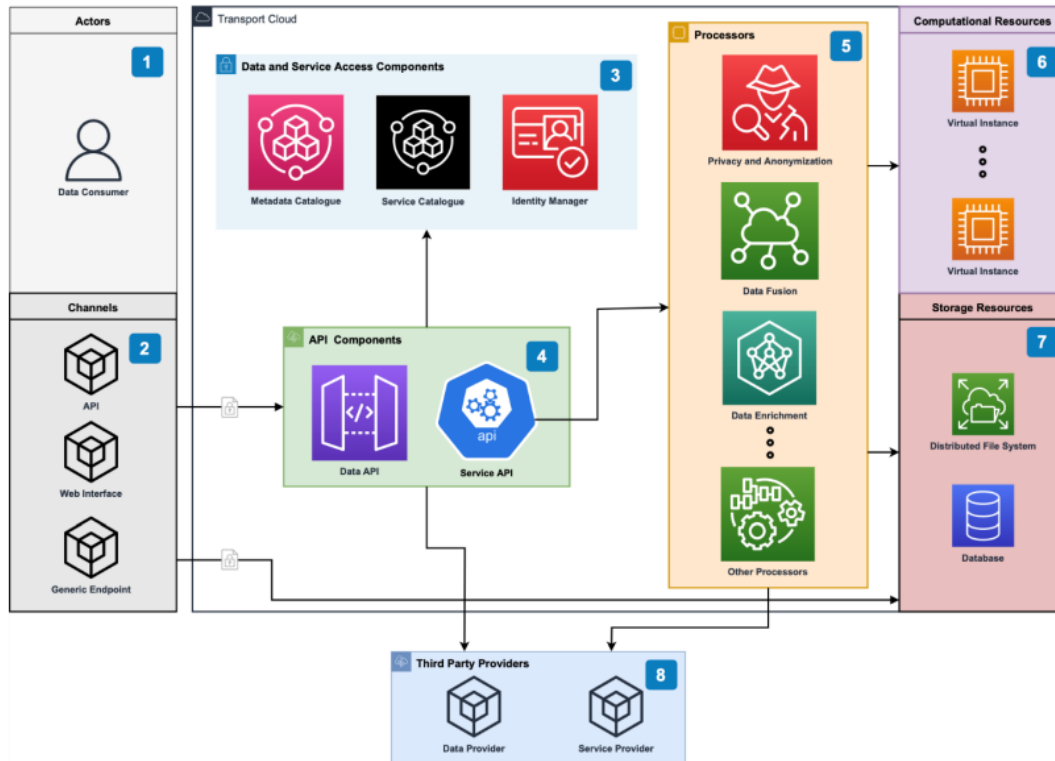 Actors
1
Data Consumer
Channels
2
API
Web Interface
Generic Endpoint
Transport Cloud
Data and Service Access Components
3
Metadata Catalogue
Service Catalogue
Identity Manager
API Components
4
</>
api
Data API
Service API
Processors
5
Privacy and Anonymization
Data Fusion
Data Enrichment
Other Processors
Computational Resources
6
Virtual Instance
Virtual Instance
Storage Resources
7
Distributed File System
Database
Third Party Providers
8
Data Provider
Service Provider